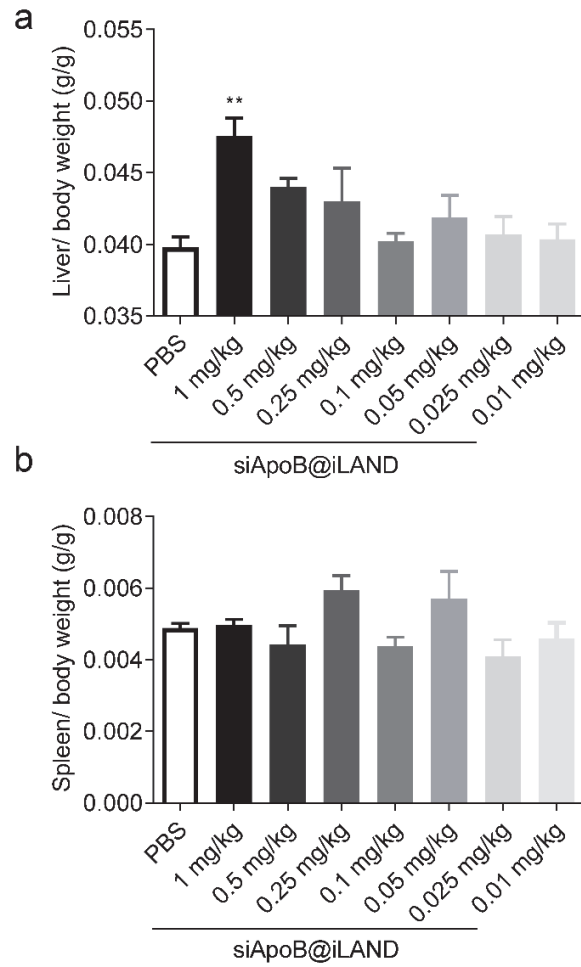 a
Liver/ body weight (g/g)
0.055
0.050
0.045
0.040
0.035
**
PBS
1 mg/kg
0.5 mg/kg
0.25 mg/kg
0.1 mg/kg
0.05 mg/kg
0.025 mg/kg
0.01 mg/kg
siApoB@iLAND
b
Spleen/ body weight (g/g)
0.008
0.006
0.004
0.002
0.000
PBS
1 mg/kg
0.5 mg/kg
0.25 mg/kg
0.1 mg/kg
0.05 mg/kg
0.025 mg/kg
0.01 mg/kg
siApoB@iLAND